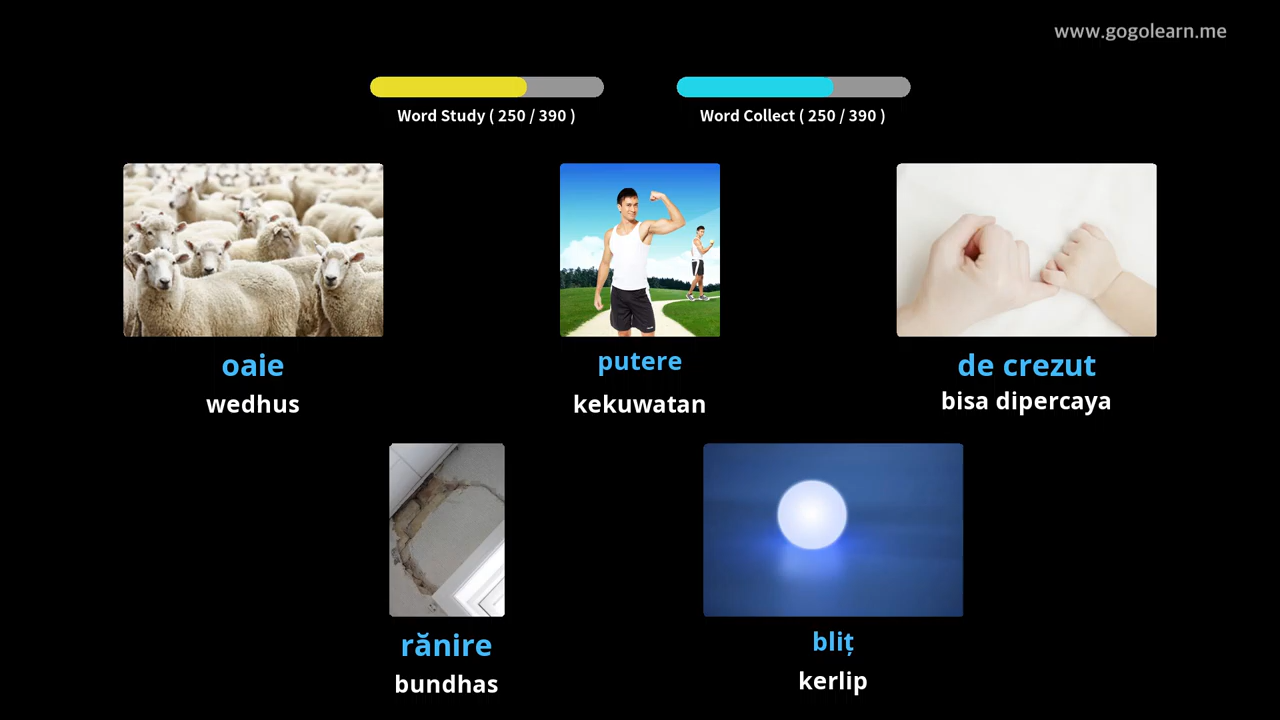 www.gogolearn.me
Word Study ( 250 / 390 )
Word Collect ( 250 / 390 )
oaie
wedhus
putere
kekuwatan
de crezut
bisa dipercaya
rănire
bundhas
bliț
kerlip